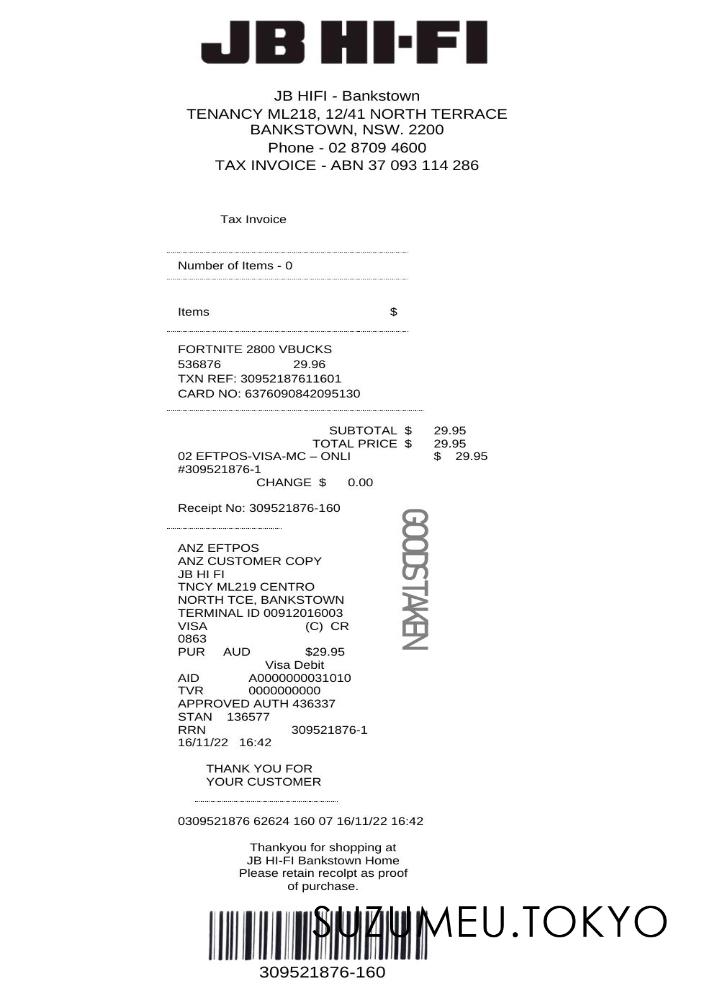 JB HI-FI
JB HIFI - Bankstown
TENANCY ML218, 12/41 NORTH TERRACE
BANKSTOWN, NSW. 2200
Phone - 02 8709 4600
TAX INVOICE - ABN 37 093 114 286
Tax Invoice
Number of Items - 0
Items $
FORTNITE 2800 VBUCKS
536876 29.96
TXN REF: 30952187611601
CARD NO: 6376090842095130
SUBTOTAL $ 29.95
TOTAL PRICE $ 29.95
02 EFTPOS-VISA-MC – ONLI $ 29.95
#309521876-1
CHANGE $ 0.00
Receipt No: 309521876-160
GOODS TAKEN
ANZ EFTPOS
ANZ CUSTOMER COPY
JB HI FI
TNCY ML219 CENTRO
NORTH TCE, BANKSTOWN
TERMINAL ID 00912016003
VISA (C) CR
0863
PUR AUD $29.95
Visa Debit
AID A0000000031010
TVR 0000000000
APPROVED AUTH 436337
STAN 136577
RRN 309521876-1
16/11/22 16:42
THANK YOU FOR
YOUR CUSTOMER
0309521876 62624 160 07 16/11/22 16:42
Thankyou for shopping at
JB HI-FI Bankstown Home
Please retain recolpt as proof
of purchase.
SUZUMEU.TOKYO
309521876-160